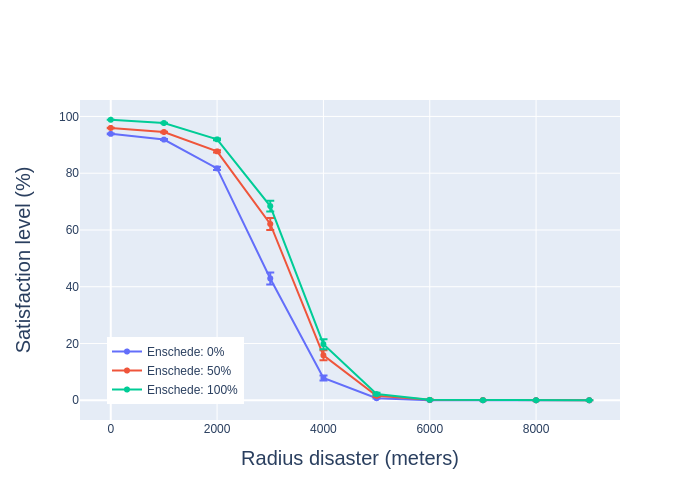 100
80
60
40
20
0
Satisfaction level (%)
Enschede: 0%
Enschede: 50%
Enschede: 100%
0 2000 4000 6000 8000
Radius disaster (meters)